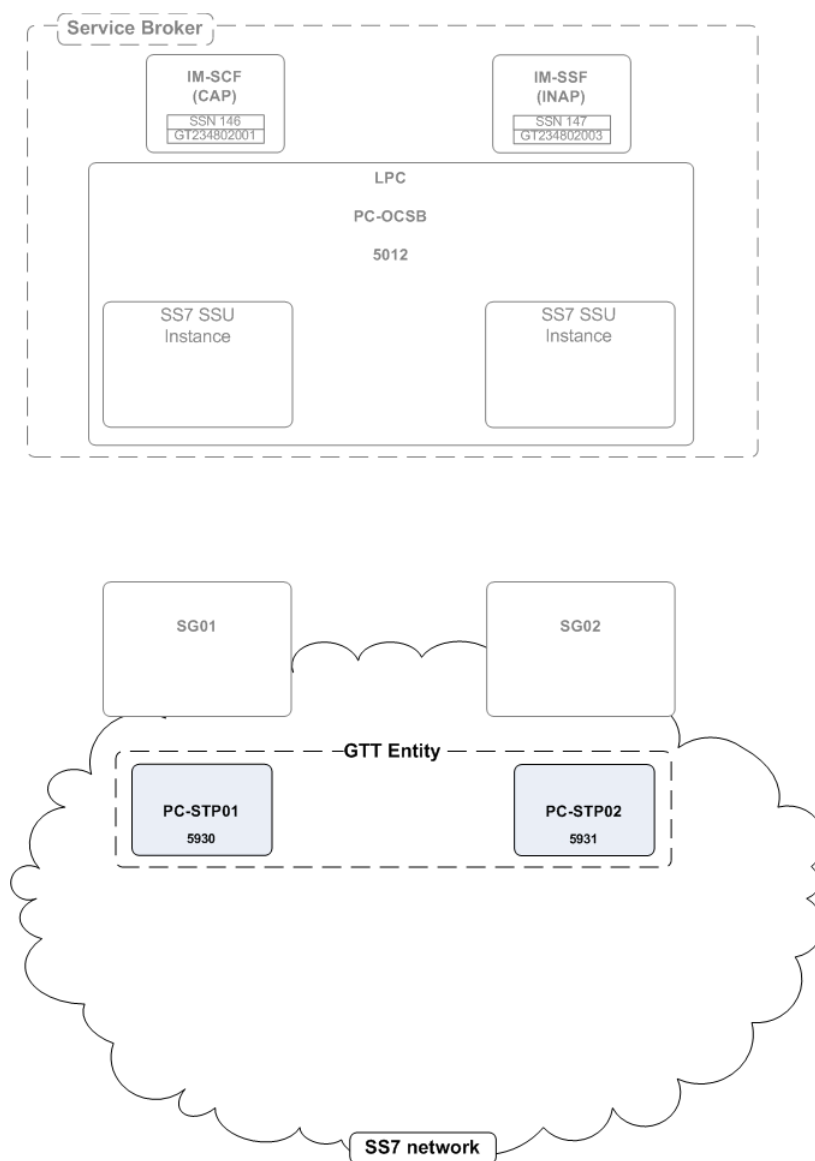 Service Broker
IM-SCF
(CAP)
SSN 146
GT234802001
IM-SSF
(INAP)
SSN 147
GT234802003
LPC
PC-OCSB
5012
SS7 SSU
Instance
SS7 SSU
Instance
SG01
SG02
GTT Entity
PC-STP01
5930
PC-STP02
5931
SS7 network